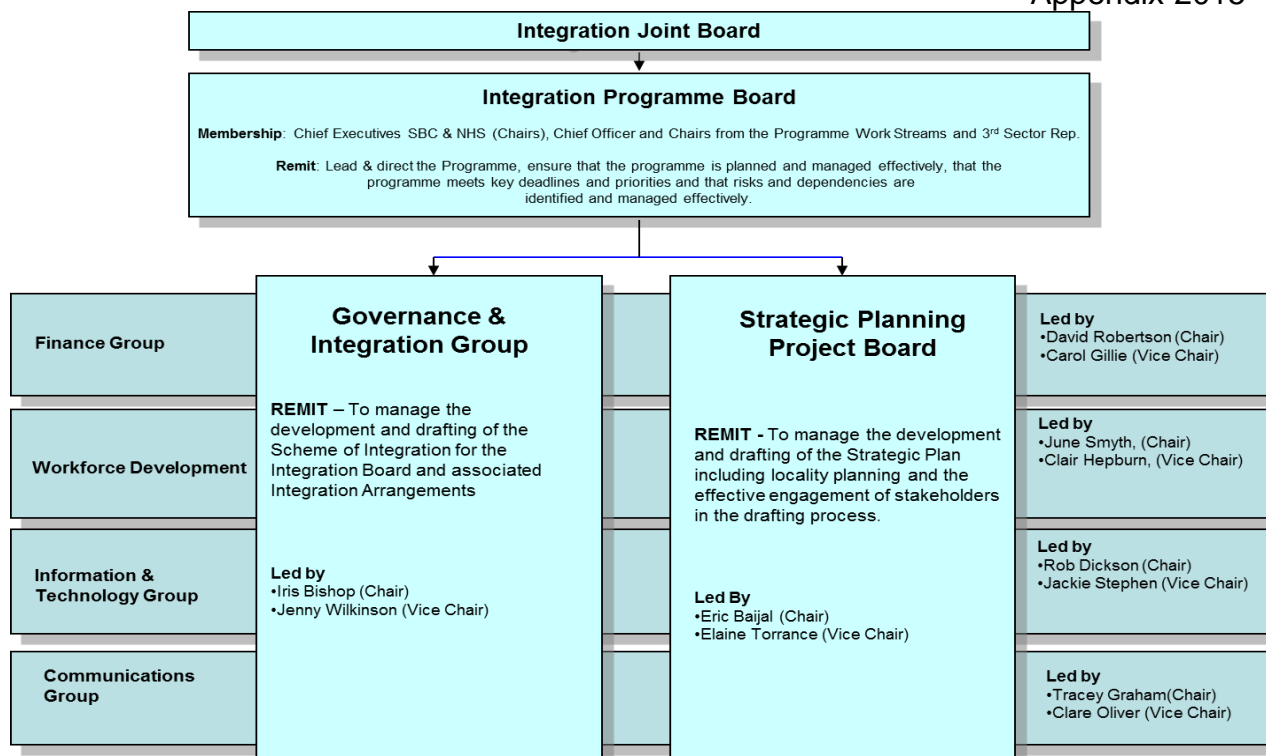 Integration Joint Board
Integration Programme Board
Membership: Chief Executives SBC & NHS (Chairs), Chief Officer and Chairs from the Programme Work Streams and 3rd Sector Rep.
Remit: Lead & direct the Programme, ensure that the programme is planned and managed effectively, that the
programme meets key deadlines and priorities and that risks and dependencies are
identified and managed effectively.
Finance Group
Workforce Development
Information &
Technology Group
Communications
Group
Governance &
Integration Group
REMIT – To manage the
development and drafting of the
Scheme of Integration for the
Integration Board and associated
Integration Arrangements
Led by
•Iris Bishop (Chair)
•Jenny Wilkinson (Vice Chair)
Strategic Planning
Project Board
REMIT - To manage the development
and drafting of the Strategic Plan
including locality planning and the
effective engagement of stakeholders
in the drafting process.
Led By
•Eric Baijal (Chair)
•Elaine Torrance (Vice Chair)
Led by
•David Robertson (Chair)
•Carol Gillie (Vice Chair)
Led by
•June Smyth, (Chair)
•Clair Hepburn, (Vice Chair)
Led by
•Rob Dickson (Chair)
•Jackie Stephen (Vice Chair)
Led by
•Tracey Graham(Chair)
•Clare Oliver (Vice Chair)